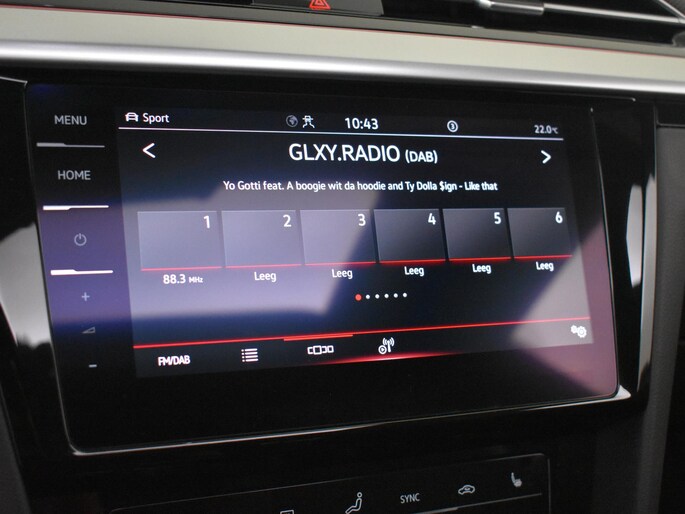 MENU
HOME
Sport
10:43
3
22.0°C
GLXY.RADIO (DAB)
Yo Gotti feat. A boogie wit da hoodie and Ty Dolla $ign - Like that
1 2 3 4 5 6
88.3 MHz Leeg Leeg Leeg Leeg Leeg
FM/DAB
SYNC